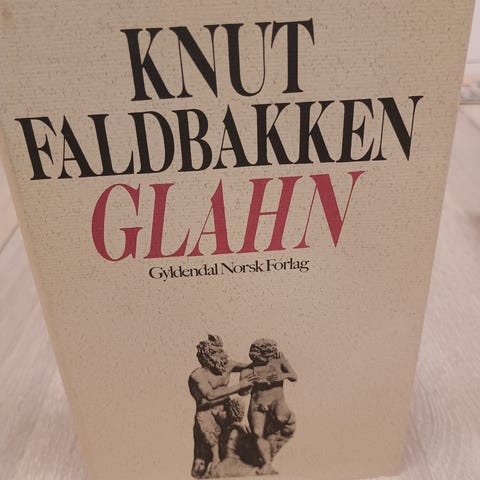 KNUT
FALDBAKKEN
GLAHN
Gyldendal Norsk Forlag